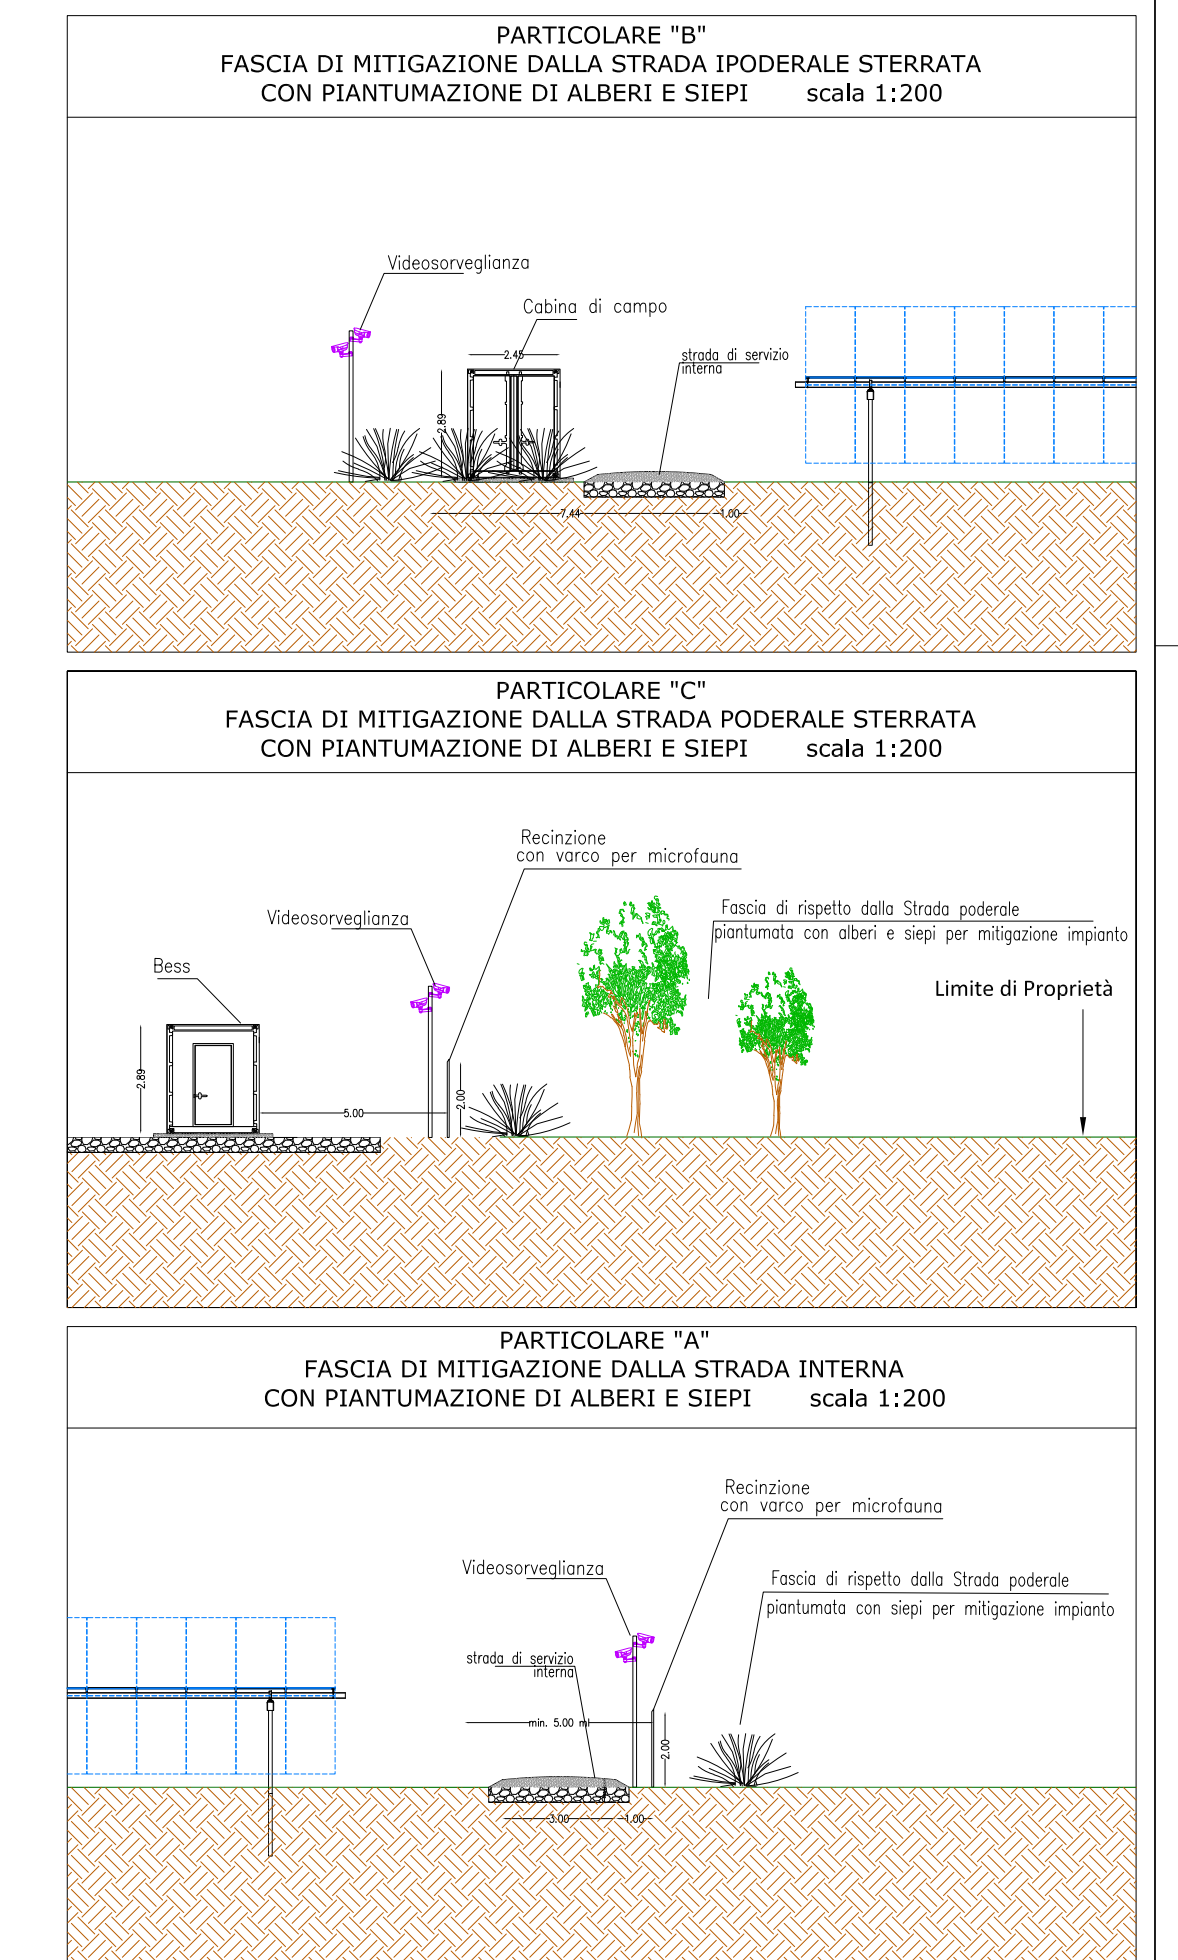 PARTICOLARE "B"
FASCIA DI MITIGAZIONE DALLA STRADA IPODERALE STERRATA
CON PIANTUMAZIONE DI ALBERI E SIEPI scala 1:200
Videosorveglianza
Cabina di campo
2.45
strada di servizio
interna
2.89
7.44
1.00
PARTICOLARE "C"
FASCIA DI MITIGAZIONE DALLA STRADA PODERALE STERRATA
CON PIANTUMAZIONE DI ALBERI E SIEPI scala 1:200
Recinzione
con varco per microfauna
Videosorveglianza
Fascia di rispetto dalla Strada poderale
piantumata con alberi e siepi per mitigazione impianto
Bess
Limite di Proprietà
2.89
5.00
2.00
PARTICOLARE "A"
FASCIA DI MITIGAZIONE DALLA STRADA INTERNA
CON PIANTUMAZIONE DI ALBERI E SIEPI scala 1:200
Recinzione
con varco per microfauna
Videosorveglianza
Fascia di rispetto dalla Strada poderale
piantumata con siepi per mitigazione impianto
strada di servizio
interna
min. 5.00 ml
2.00
3.00
1.00